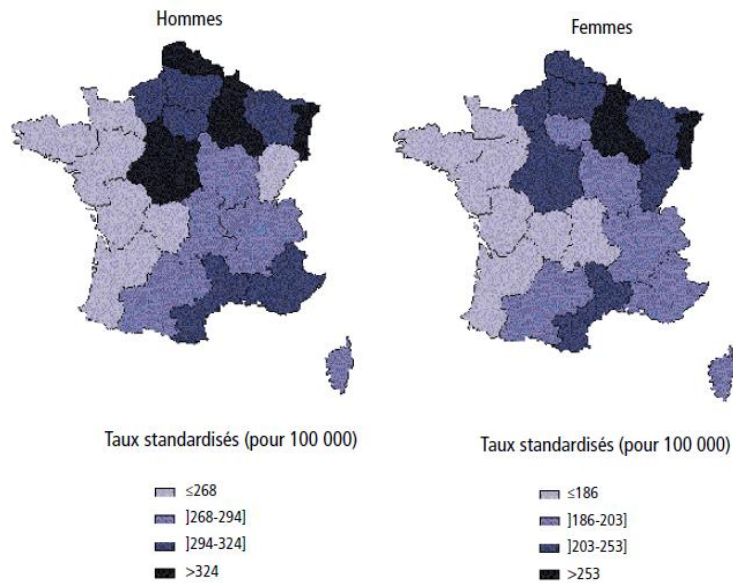 Hommes
Femmes
Taux standardisés (pour 100 000)
≤268
]268-294]
]294-324]
>324
Taux standardisés (pour 100 000)
≤186
]186-203]
]203-253]
>253